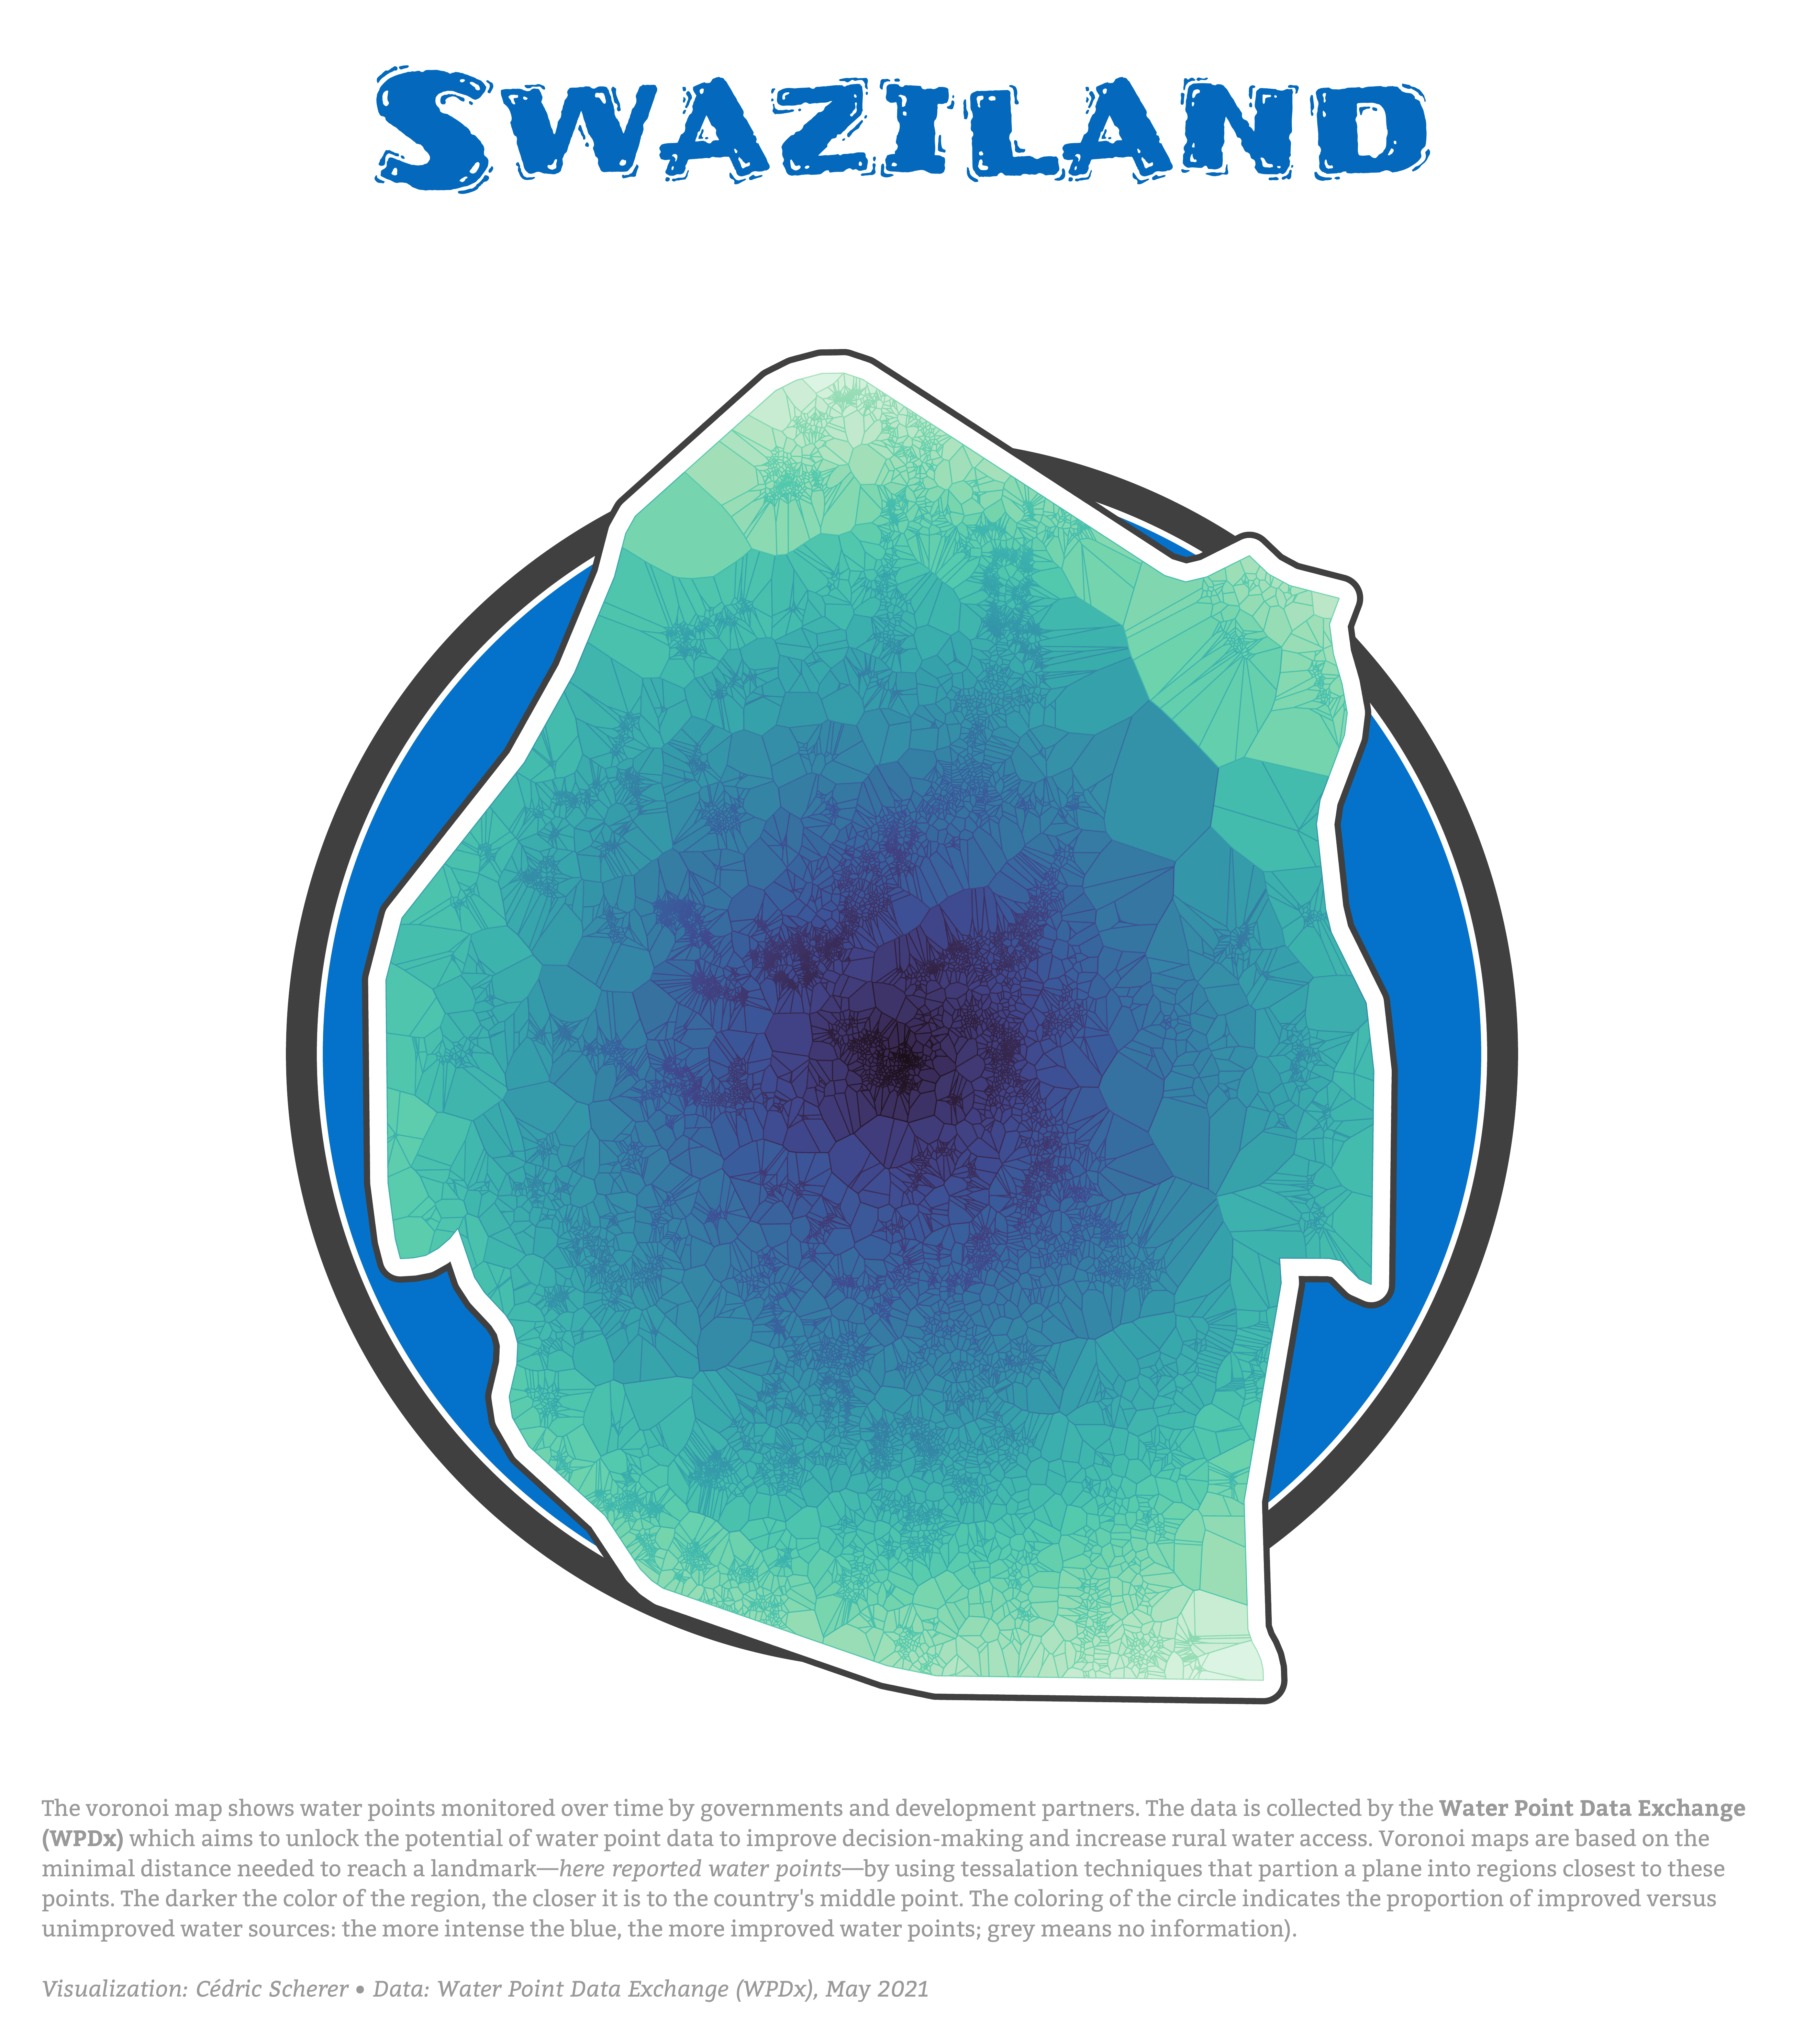 SWAZILAND
The voronoi map shows water points monitored over time by governments and development partners. The data is collected by the Water Point Data Exchange
(WPDx) which aims to unlock the potential of water point data to improve decision-making and increase rural water access. Voronoi maps are based on the
minimal distance needed to reach a landmark—here reported water points—by using tessalation techniques that partion a plane into regions closest to these
points. The darker the color of the region, the closer it is to the country's middle point. The coloring of the circle indicates the proportion of improved versus
unimproved water sources: the more intense the blue, the more improved water points; grey means no information).
Visualization: Cédric Scherer • Data: Water Point Data Exchange (WPDx), May 2021